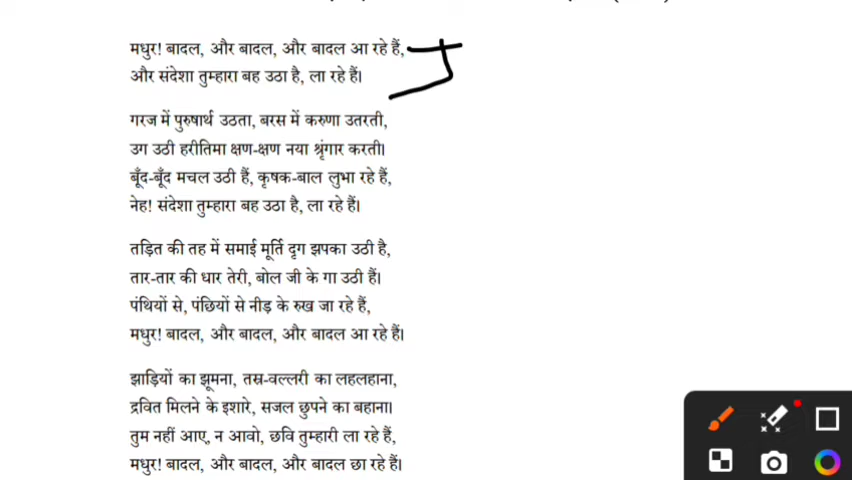 मधुर! बादल, और बादल, और बादल आ रहे हैं,
और संदेशा तुम्हारा बह उठा है, ला रहे हैं।
गरज में पुरुषार्थ उठता, बरस में करुणा उतरती,
उग उठी हरीतिमा क्षण-क्षण नया श्रृंगार करती।
बूँद-बूँद मचल उठी हैं, कृषक-बाल लुभा रहे हैं,
नेह! संदेशा तुम्हारा बह उठा है, ला रहे हैं।
तड़ित की तह में समाई मूर्ति दृग झपका उठी है,
तार-तार की धार तेरी, बोल जी के गा उठी हैं।
पंथियों से, पंछियों से नीड़ के रुख जा रहे हैं,
मधुर! बादल, और बादल, और बादल आ रहे हैं।
झाड़ियों का झूमना, तस्र-वल्लरी का लहलहाना,
द्रवित मिलने के इशारे, सजल छुपने का बहाना।
तुम नहीं आए, न आवो, छवि तुम्हारी ला रहे हैं,
मधुर! बादल, और बादल, और बादल छा रहे हैं।